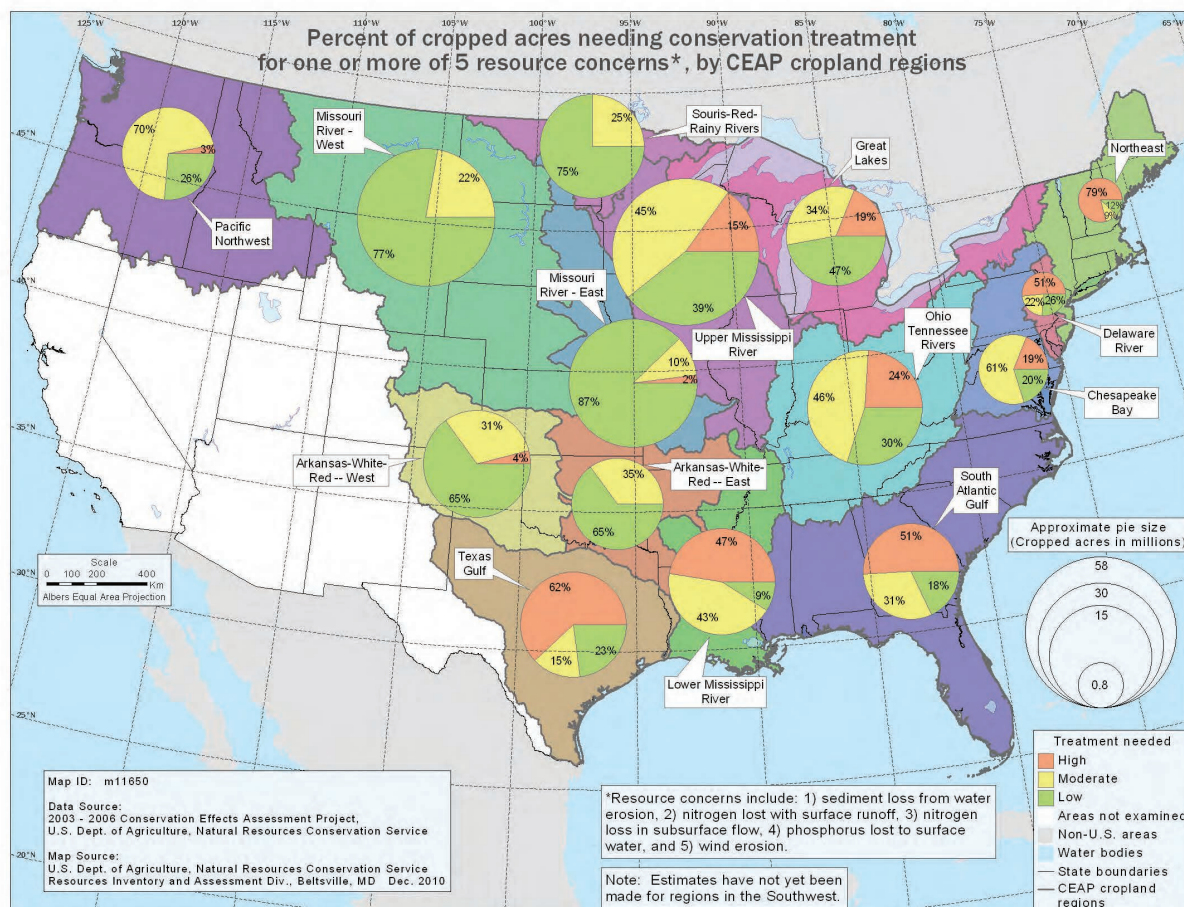 125°W
120°W
115°W
110°W
105°W
100°W
95°W
90°W
85°W
80°W
75°W
70°W
65°W
Percent of cropped acres needing conservation treatment
for one or more of 5 resource concerns*, by CEAP cropland regions
45°N
40°N
35°N
30°N
25°N
20°N
70%
3%
26%
Pacific
Northwest
Missouri
River -
West
22%
77%
25%
75%
Souris-Red-
Rainy Rivers
45%
15%
39%
Upper Mississippi
River
Great
Lakes
34%
19%
47%
Northeast
79%
12%
9%
51%
22%
26%
Delaware
River
61%
19%
20%
Chesapeake
Bay
Missouri
River - East
10%
2%
87%
Ohio
Tennessee
Rivers
24%
46%
30%
31%
4%
65%
Arkansas-White-
Red -- West
35%
65%
Arkansas-White-
Red -- East
South
Atlantic
Gulf
51%
31%
18%
47%
43%
9%
Lower Mississippi
River
Texas
Gulf
62%
15%
23%
Scale
0 100 200 400
Km
Albers Equal Area Projection
Approximate pie size
(Cropped acres in millions)
58
30
15
0.8
Treatment needed
High
Moderate
Low
Areas not examined
Non-U.S. areas
Water bodies
State boundaries
CEAP cropland
regions
Map ID: m11650
Data Source:
2003 - 2006 Conservation Effects Assessment Project,
U.S. Dept. of Agriculture, Natural Resources Conservation Service
Map Source:
U.S. Dept. of Agriculture, Natural Resources Conservation Service
Resources Inventory and Assessment Div., Beltsville, MD Dec. 2010
*Resource concerns include: 1) sediment loss from water
erosion, 2) nitrogen lost with surface runoff, 3) nitrogen
loss in subsurface flow, 4) phosphorus lost to surface
water, and 5) wind erosion.
Note: Estimates have not yet been
made for regions in the Southwest.
120°W
115°W
110°W
105°W
100°W
95°W
90°W
85°W
80°W
75°W